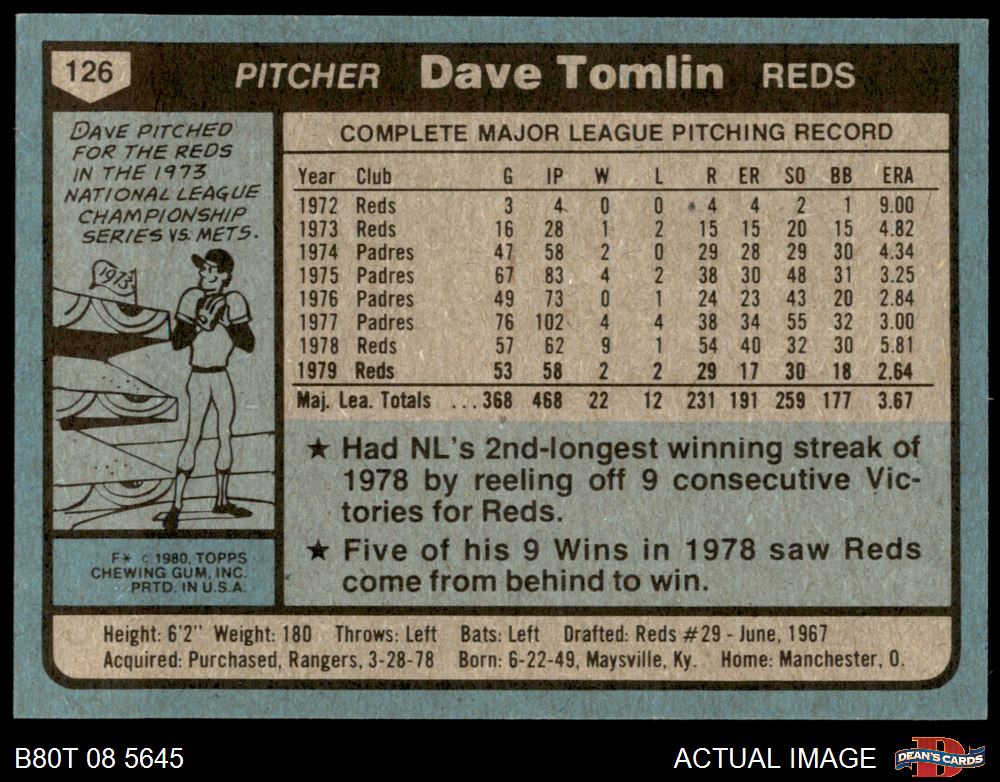 126
PITCHER Dave Tomlin REDS
DAVE PITCHED
FOR THE REDS
IN THE 1973
NATIONAL LEAGUE
CHAMPIONSHIP
SERIES VS. METS.
1973
F* © 1980, TOPPS
CHEWING GUM, INC.
PRTD. IN U.S.A.
COMPLETE MAJOR LEAGUE PITCHING RECORD
Year Club G IP W L R ER SO BB ERA
1972 Reds 3 4 0 0 4 4 2 1 9.00
1973 Reds 16 28 1 2 15 15 20 15 4.82
1974 Padres 47 58 2 0 29 28 29 30 4.34
1975 Padres 67 83 4 2 38 30 48 31 3.25
1976 Padres 49 73 0 1 24 23 43 20 2.84
1977 Padres 76 102 4 4 38 34 55 32 3.00
1978 Reds 57 62 9 1 54 40 32 30 5.81
1979 Reds 53 58 2 2 29 17 30 18 2.64
Maj. Lea. Totals ...368 468 22 12 231 191 259 177 3.67
★ Had NL's 2nd-longest winning streak of
1978 by reeling off 9 consecutive Vic-
tories for Reds.
★ Five of his 9 Wins in 1978 saw Reds
come from behind to win.
Height: 6'2" Weight: 180 Throws: Left Bats: Left Drafted: Reds #29 - June, 1967
Acquired: Purchased, Rangers, 3-28-78 Born: 6-22-49, Maysville, Ky. Home: Manchester, O.
B80T 08 5645
ACTUAL IMAGE
D
DEAN'S CARDS